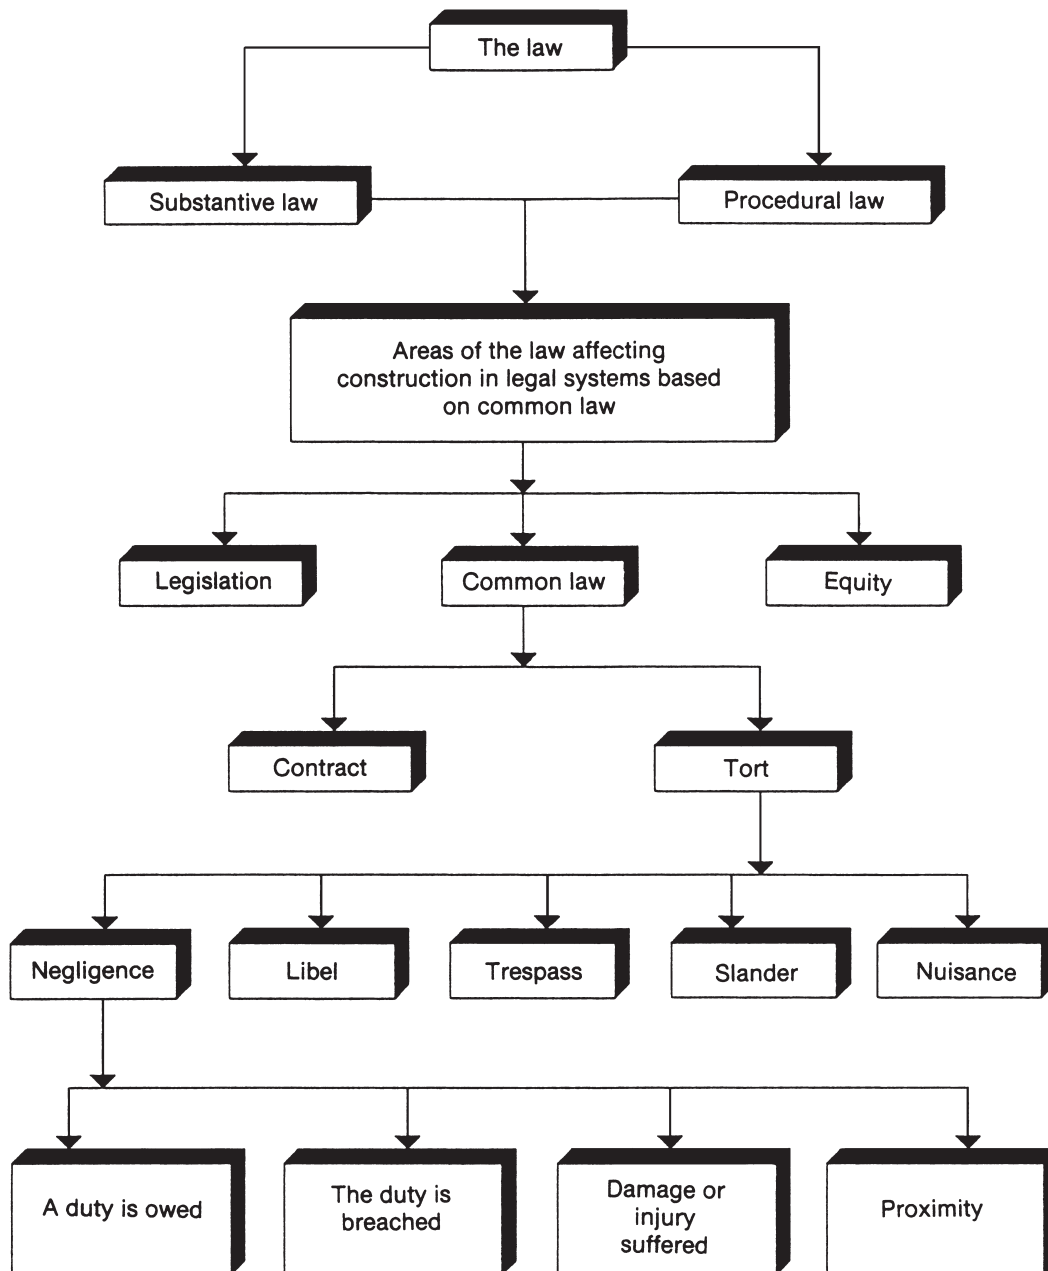 The law
Substantive law
Procedural law
Areas of the law affecting
construction in legal systems based
on common law
Legislation
Common law
Equity
Contract
Tort
Negligence
Libel
Trespass
Slander
Nuisance
A duty is owed
The duty is
breached
Damage or
injury
suffered
Proximity